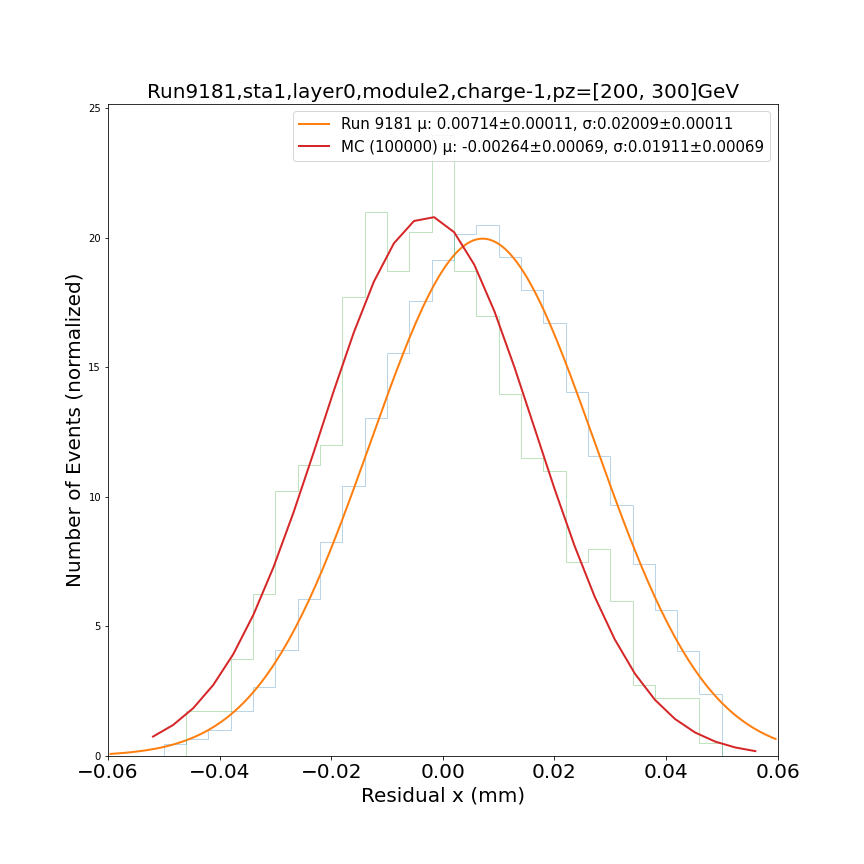 Run9181,sta1,layer0,module2,charge-1,pz=[200, 300]GeV
Run 9181 μ: 0.00714±0.00011, σ:0.02009±0.00011
MC (100000) μ: -0.00264±0.00069, σ:0.01911±0.00069
Number of Events (normalized)
25
20
15
10
5
0
−0.06 −0.04 −0.02 0.00 0.02 0.04 0.06
Residual x (mm)